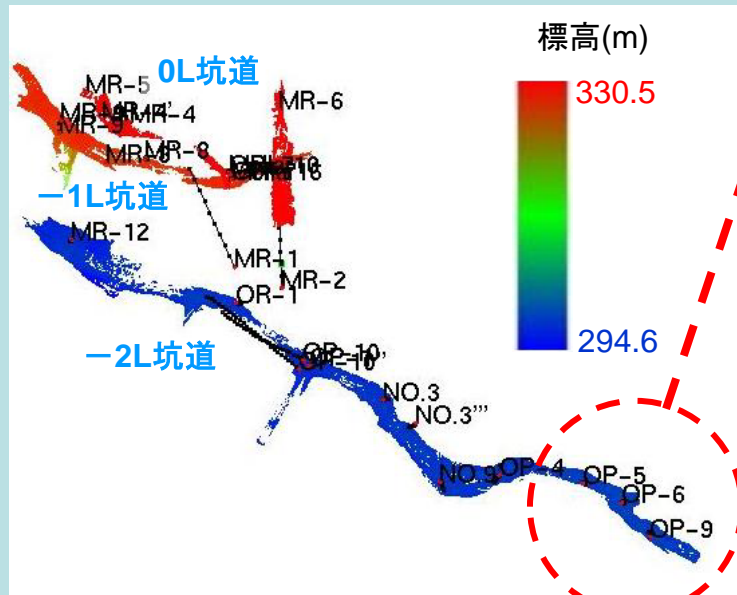 標高(m)
330.5
294.6
0L坑道
MR-5
MR-4
MR-6
MR-8
－1L坑道
MR-12
MR-1
MR-2
OR-1
－2L坑道
OP-10'
NO.3
NO.3'''
NO.9
OP-4
OP-5
OP-6
OP-9